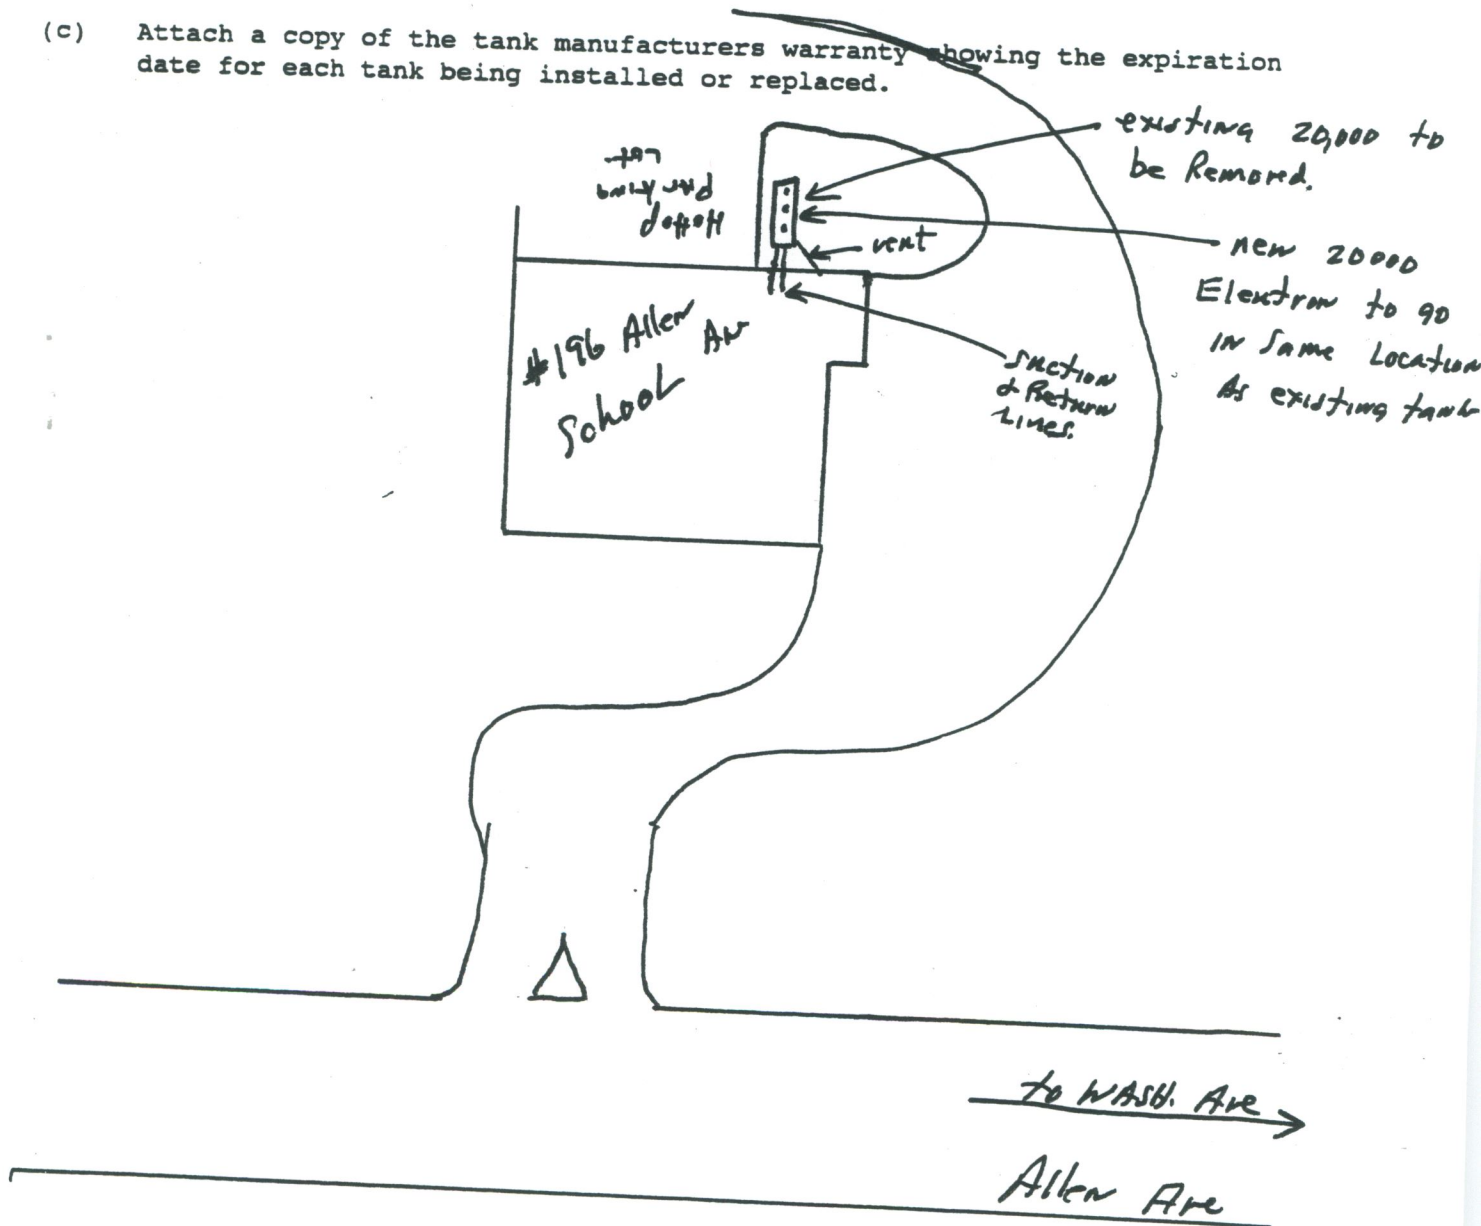 (c) Attach a copy of the tank manufacturers warranty showing the expiration
date for each tank being installed or replaced.
existing 20,000 to
be Removed.
new 20000
Elextron to go
in Same Location
As existing tank
Hottop
Parking
Lot
vent
suction
& Return
Lines.
#196 Allen Av
School
to WASH. Ave
Allen Ave